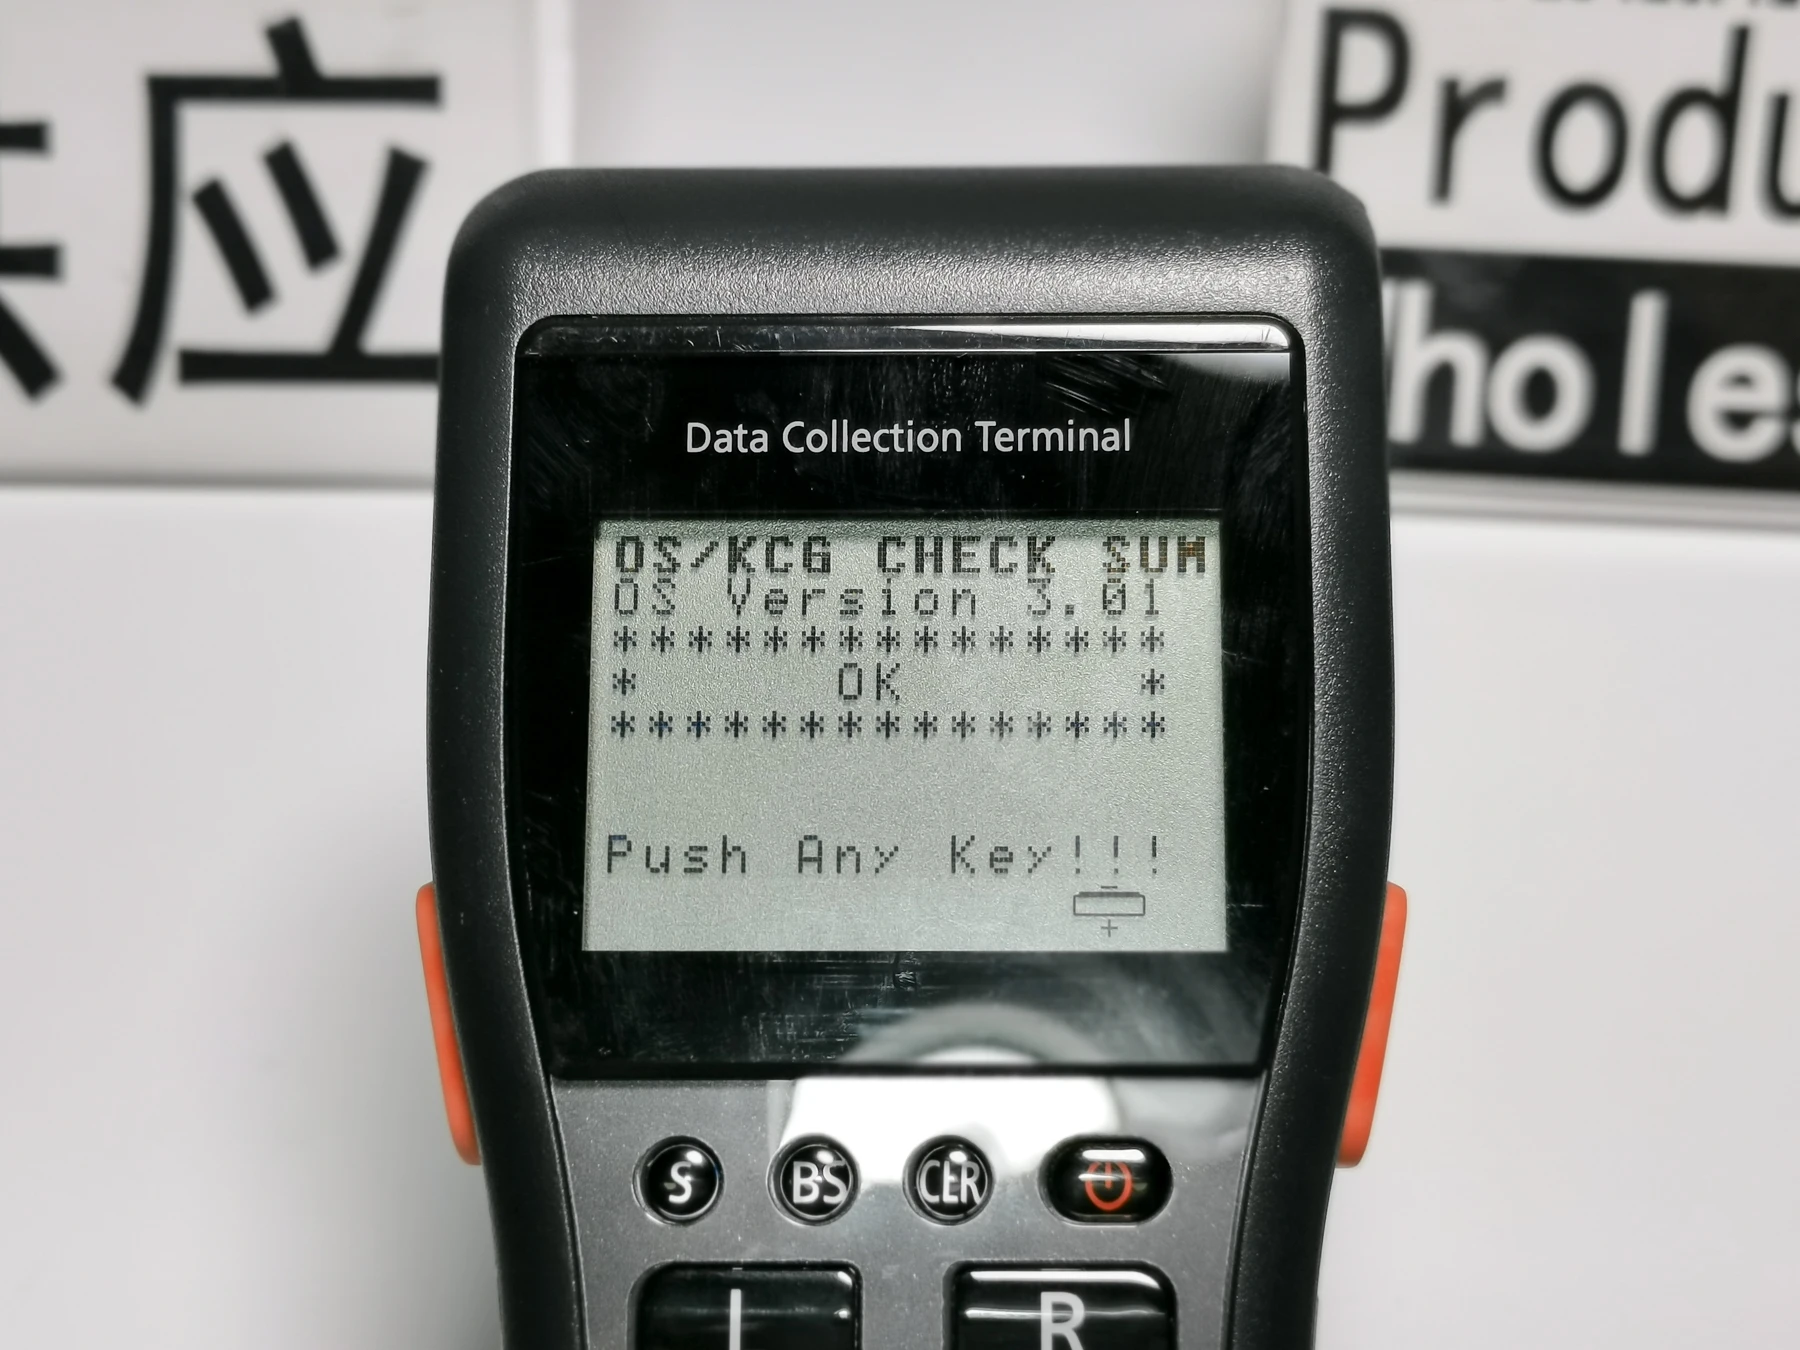 应
Produ
holes
Data Collection Terminal
OS/KCG CHECK SUM
OS Version 3.01
* * * * * * * * * * * * * * *
* OK *
* * * * * * * * * * * * * * *
Push Any Key!!!
+
S
BS
CLR
R